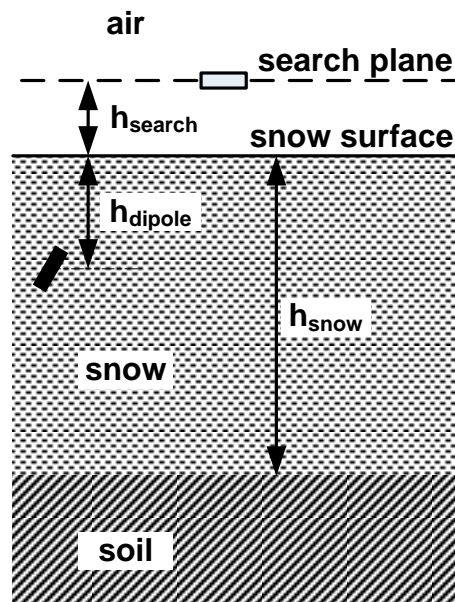 air
search plane
h_search
snow surface
h_dipole
h_snow
snow
soil